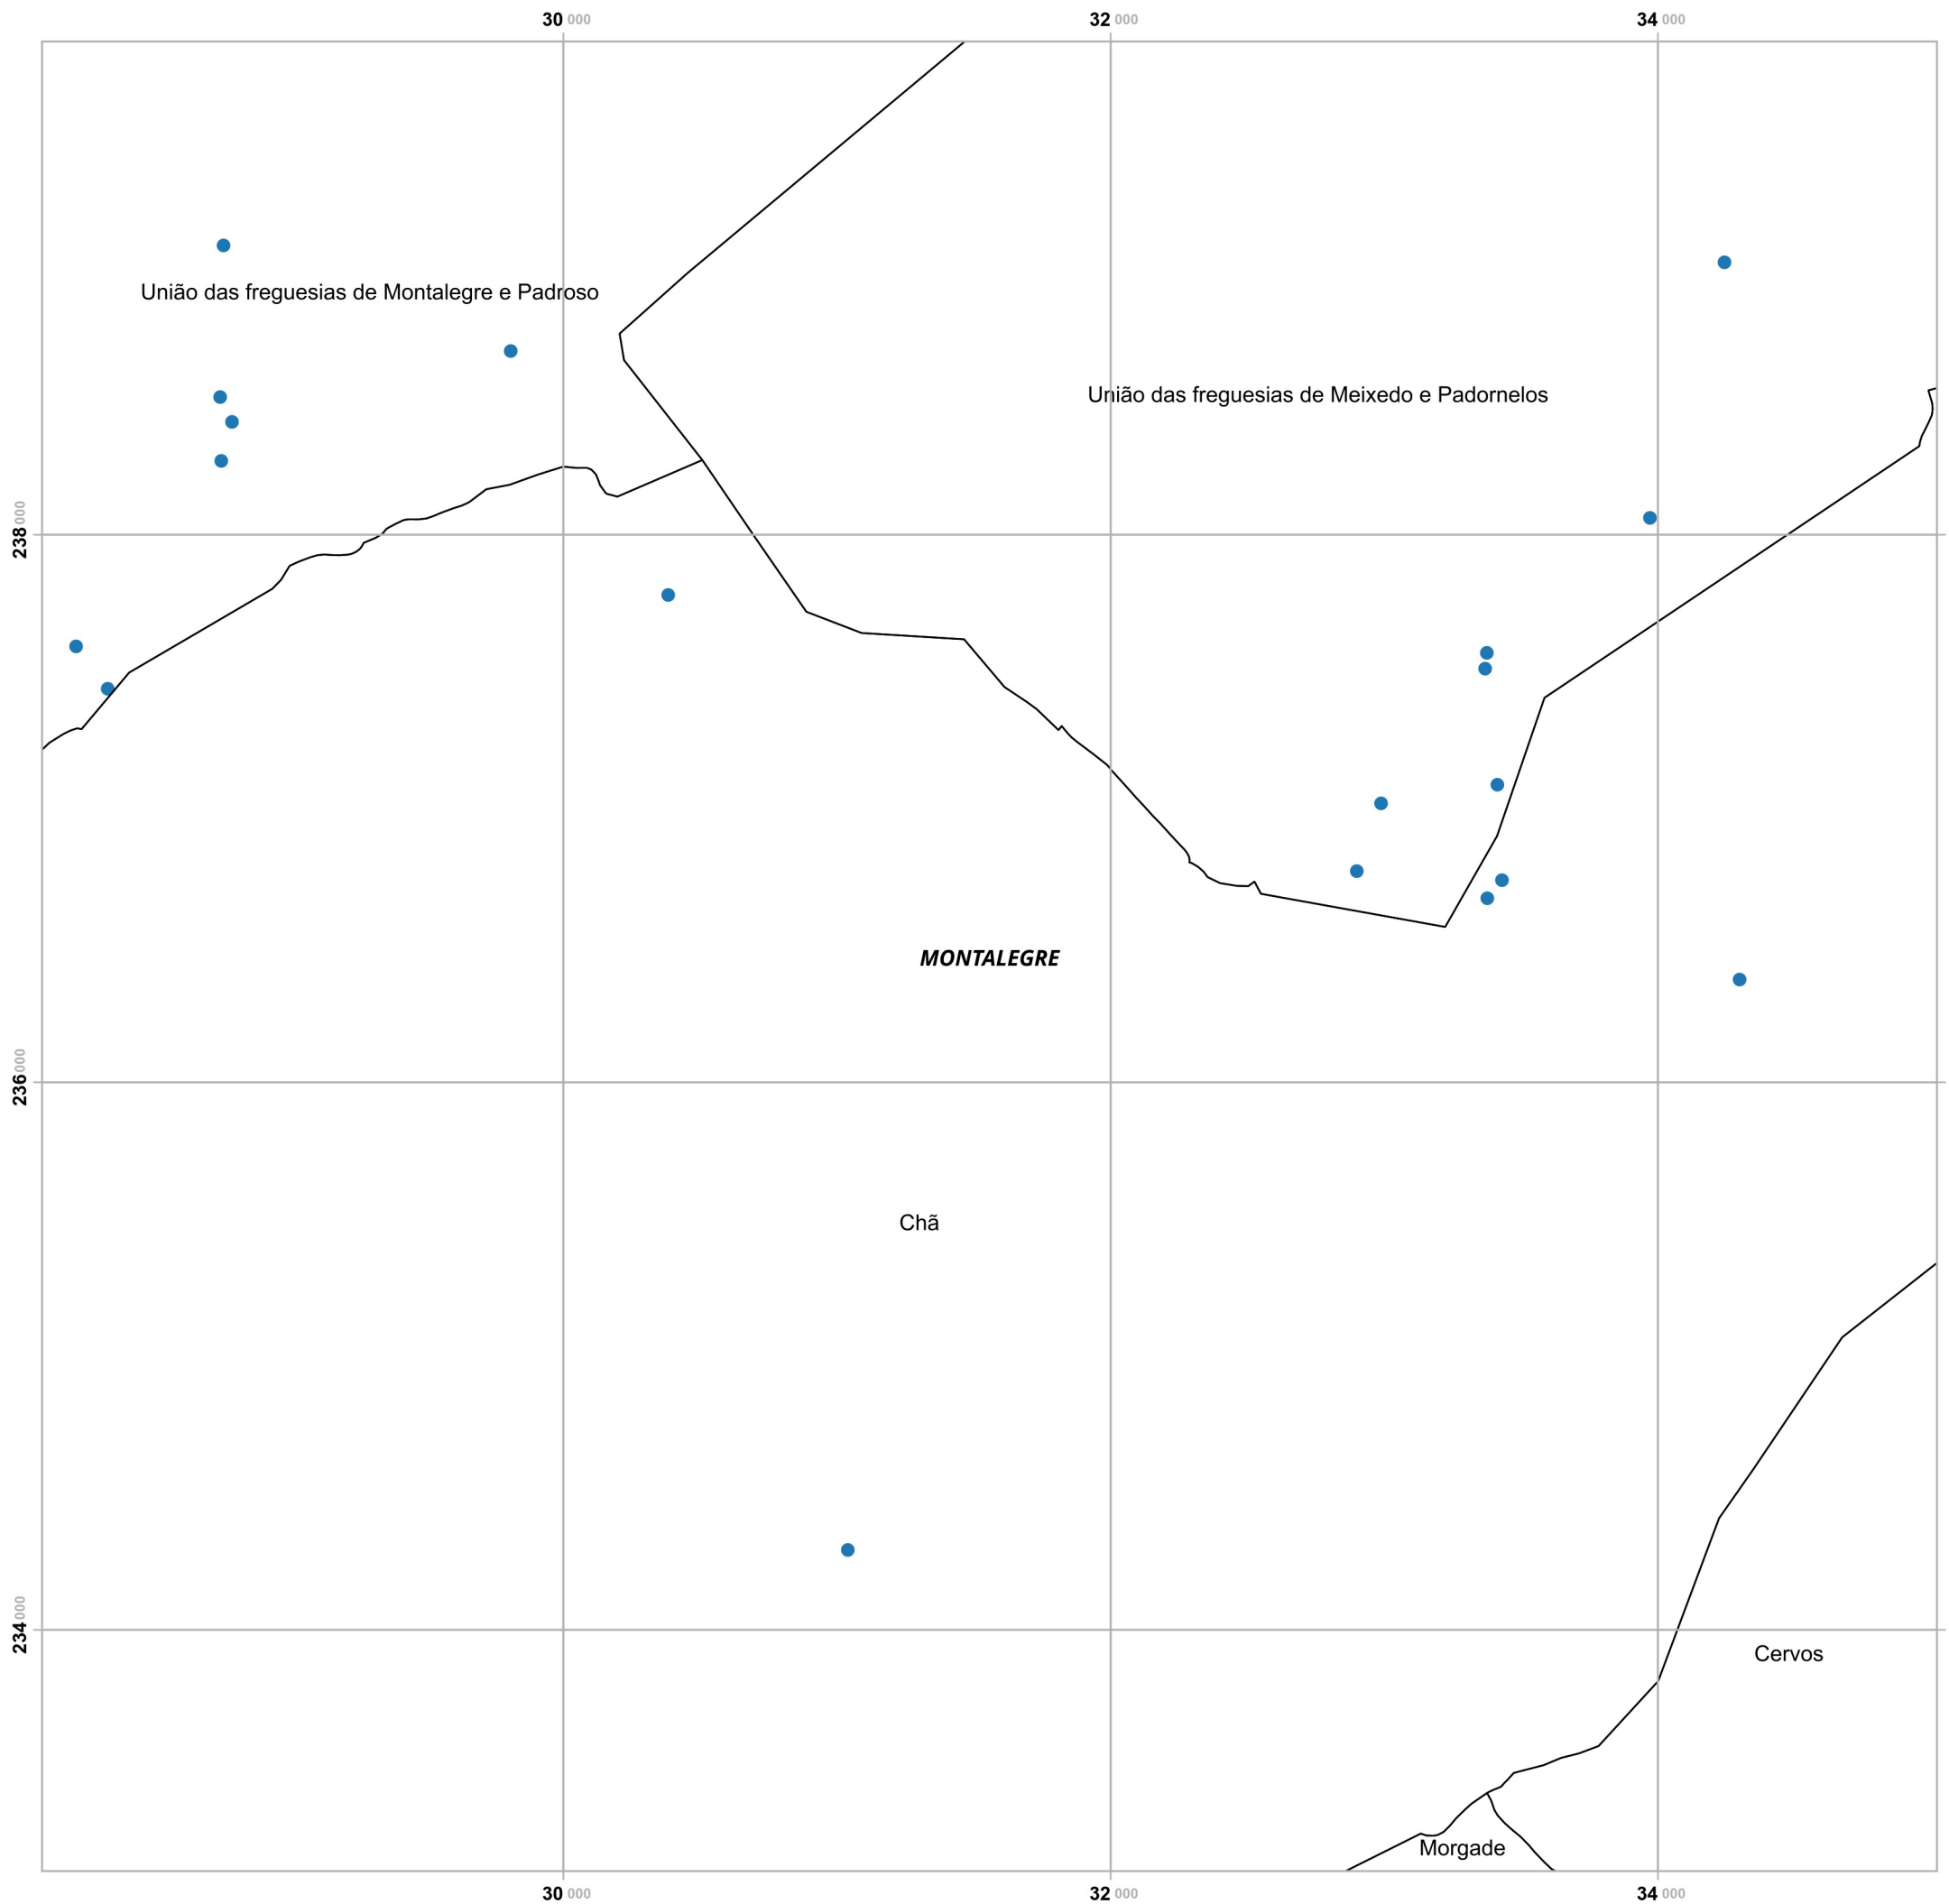 30 000 32 000 34 000
União das freguesias de Montalegre e Padroso
União das freguesias de Meixedo e Padornelos
238 000
MONTALEGRE
236 000
Chã
234 000
Cervos
Morgade
30 000 32 000 34 000